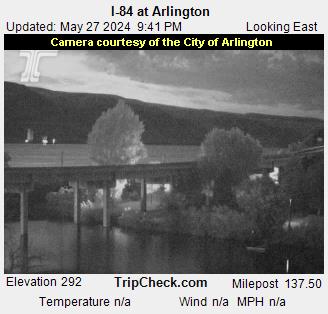 I-84 at Arlington
Updated: May 27 2024 9:41 PM Looking East
Camera courtesy of the City of Arlington
Elevation 292 TripCheck.com Milepost 137.50
Temperature n/a Wind n/a MPH n/a